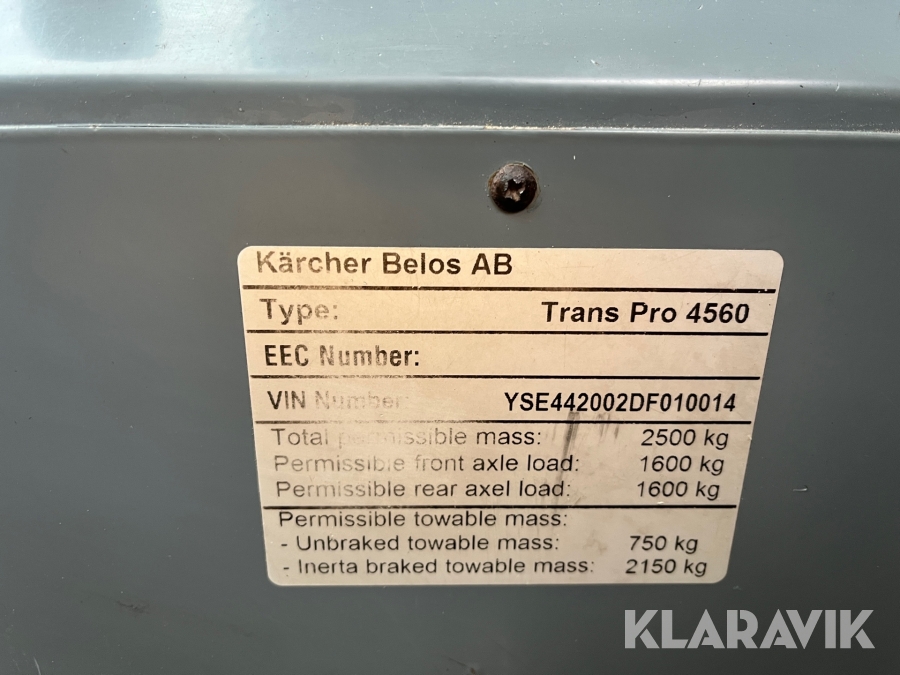 Kärcher Belos AB
Type: Trans Pro 4560
EEC Number:
VIN Number: YSE442002DF010014
Total permissible mass: 2500 kg
Permissible front axle load: 1600 kg
Permissible rear axel load: 1600 kg
Permissible towable mass:
- Unbraked towable mass: 750 kg
- Inerta braked towable mass: 2150 kg
KLARAVIK